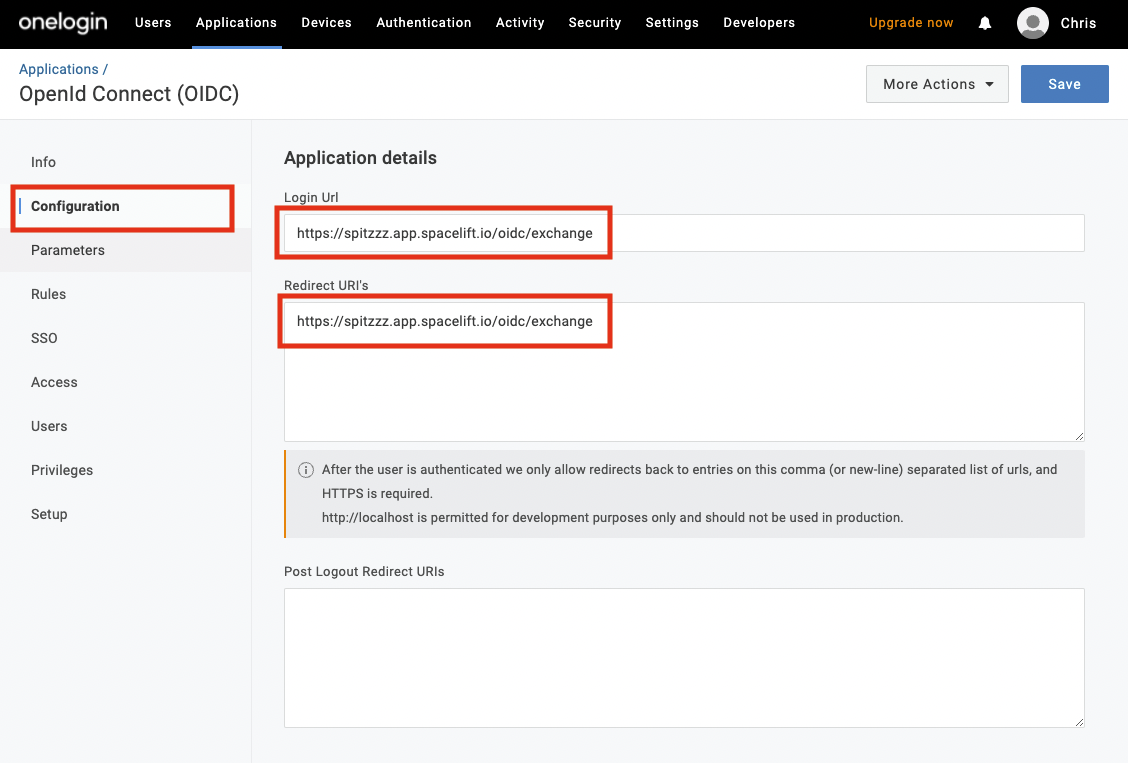 onelogin Users Applications Devices Authentication Activity Security Settings Developers Upgrade now Chris
Applications /
OpenId Connect (OIDC)
More Actions Save
Info
Configuration
Parameters
Rules
SSO
Access
Users
Privileges
Setup
Application details
Login Url
https://spitzzz.app.spacelift.io/oidc/exchange
Redirect URI's
https://spitzzz.app.spacelift.io/oidc/exchange
After the user is authenticated we only allow redirects back to entries on this comma (or new-line) separated list of urls, and
HTTPS is required.
http://localhost is permitted for development purposes only and should not be used in production.
Post Logout Redirect URIs